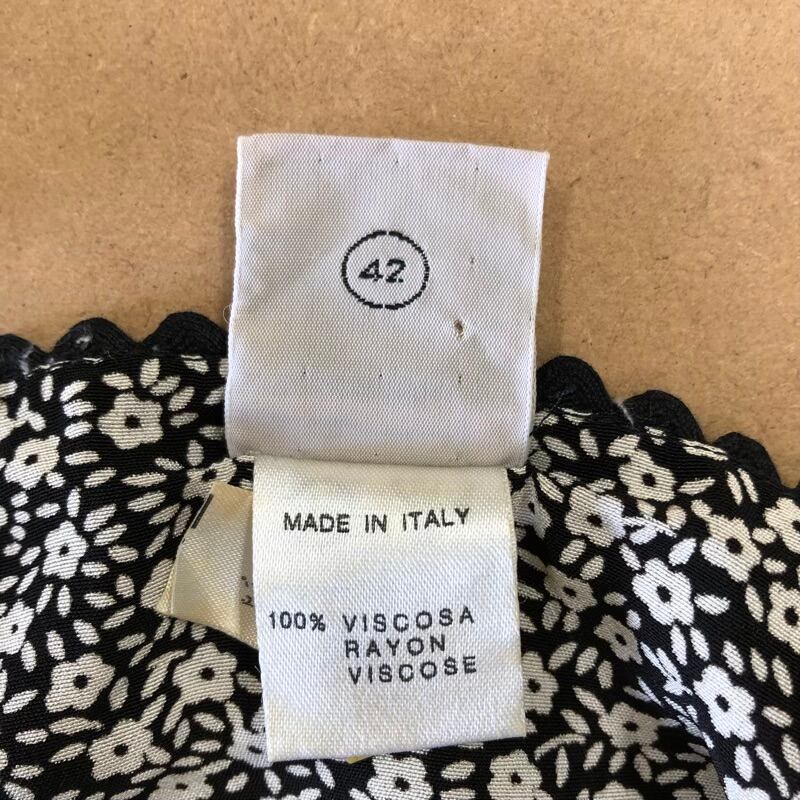 42
MADE IN ITALY
100% VISCOSA
RAYON
VISCOSE